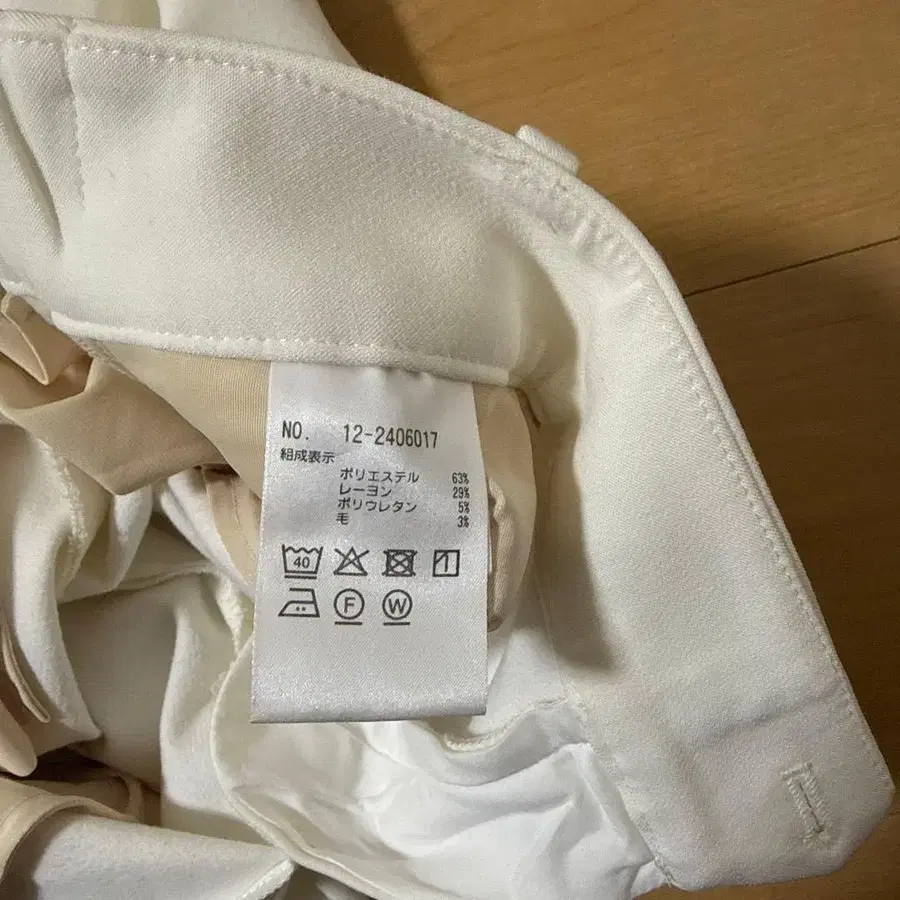 NO. 12-2406017
組成表示
ポリエステル 63%
レーヨン 29%
ポリウレタン 5%
毛 3%
40
F W